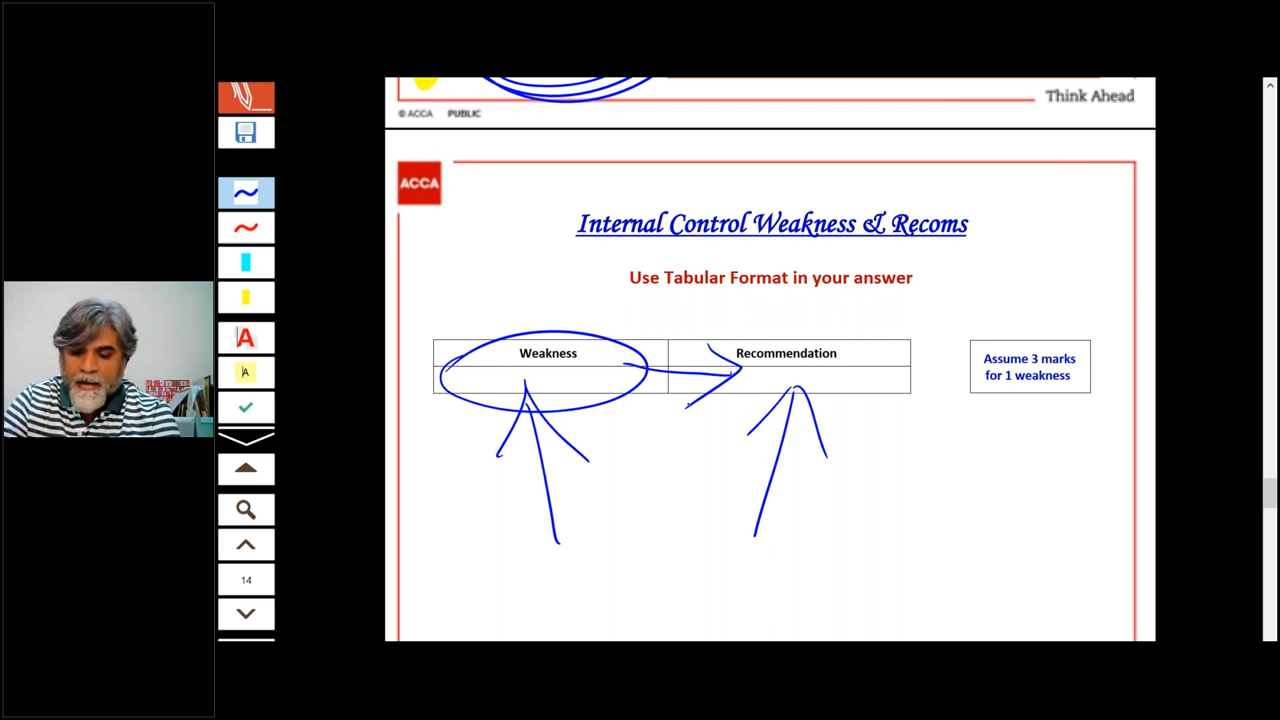 Think Ahead
© ACCA PUBLIC
ACCA
Internal Control Weakness & Recoms
Use Tabular Format in your answer
Weakness Recommendation
Assume 3 marks
for 1 weakness
A
A
14